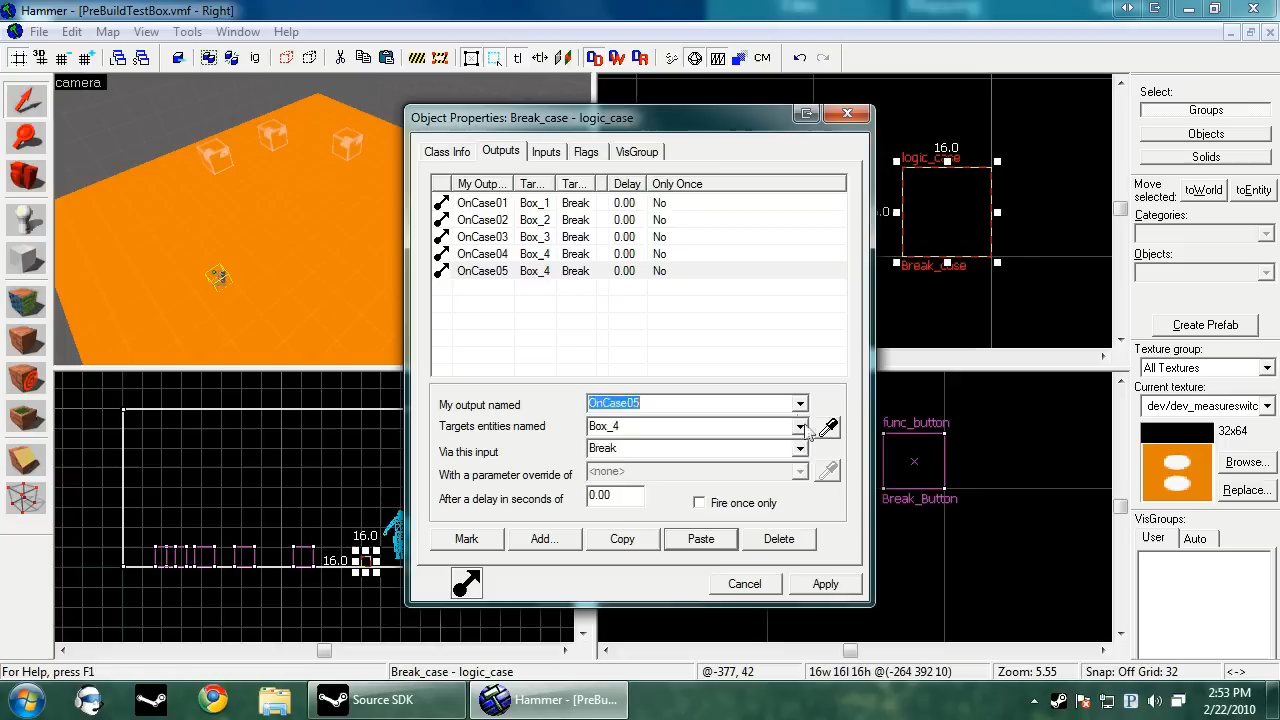 Hammer - [PreBuildTestBox.vmf - Right]
File Edit Map View Tools Window Help
camera
Object Properties: Break_case - logic_case
Class Info Outputs Inputs Flags VisGroup
My Outp... Tar... Tar... Delay Only Once
OnCase01 Box_1 Break 0.00 No
OnCase02 Box_2 Break 0.00 No
OnCase03 Box_3 Break 0.00 No
OnCase04 Box_4 Break 0.00 No
OnCase05 Box_4 Break 0.00 No
My output named OnCase05
Targets entities named Box_4
Via this input Break
With a parameter override of <none>
After a delay in seconds of 0.00 Fire once only
Mark Add... Copy Paste Delete
Cancel Apply
16.0
logic_case
Break_case
func_button
Break_Button
16.0
16.0
Select:
Groups
Objects
Solids
Move selected: toWorld toEntity
Categories:
Objects:
Create Prefab
Texture group:
All Textures
Current texture:
dev/dev_measureswitc
32x64
Browse...
Replace...
VisGroups:
User Auto
For Help, press F1 Break_case - logic_case @-377, 42 16w 16l 16h @(-264 392 10) Zoom: 5.55 Snap: Off Grid: 32 <->
Source SDK Hammer - [PreBuild...
2:53 PM
2/22/2010